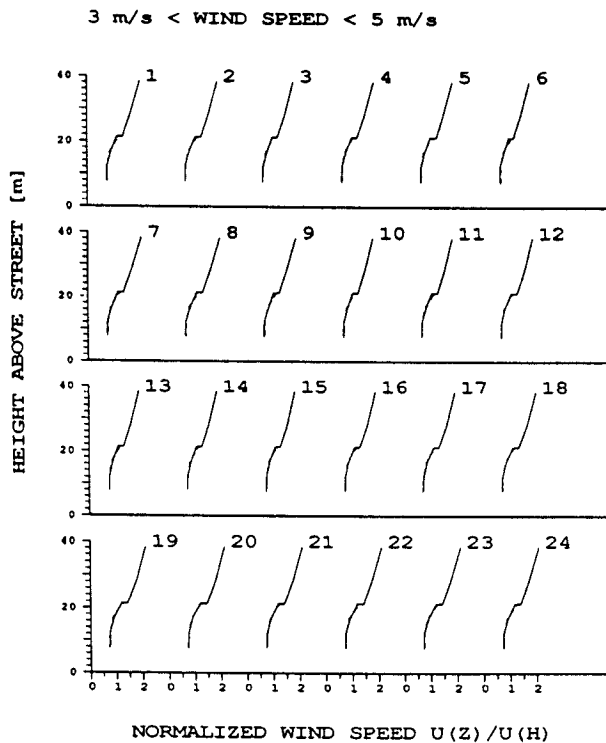 3 m/s < WIND SPEED < 5 m/s
40 1 2 3 4 5 6
20
0
40 7 8 9 10 11 12
20
0
40 13 14 15 16 17 18
20
0
40 19 20 21 22 23 24
20
0
0 1 2 0 1 2 0 1 2 0 1 2 0 1 2 0 1 2
HEIGHT ABOVE STREET [m]
NORMALIZED WIND SPEED U(Z)/U(H)